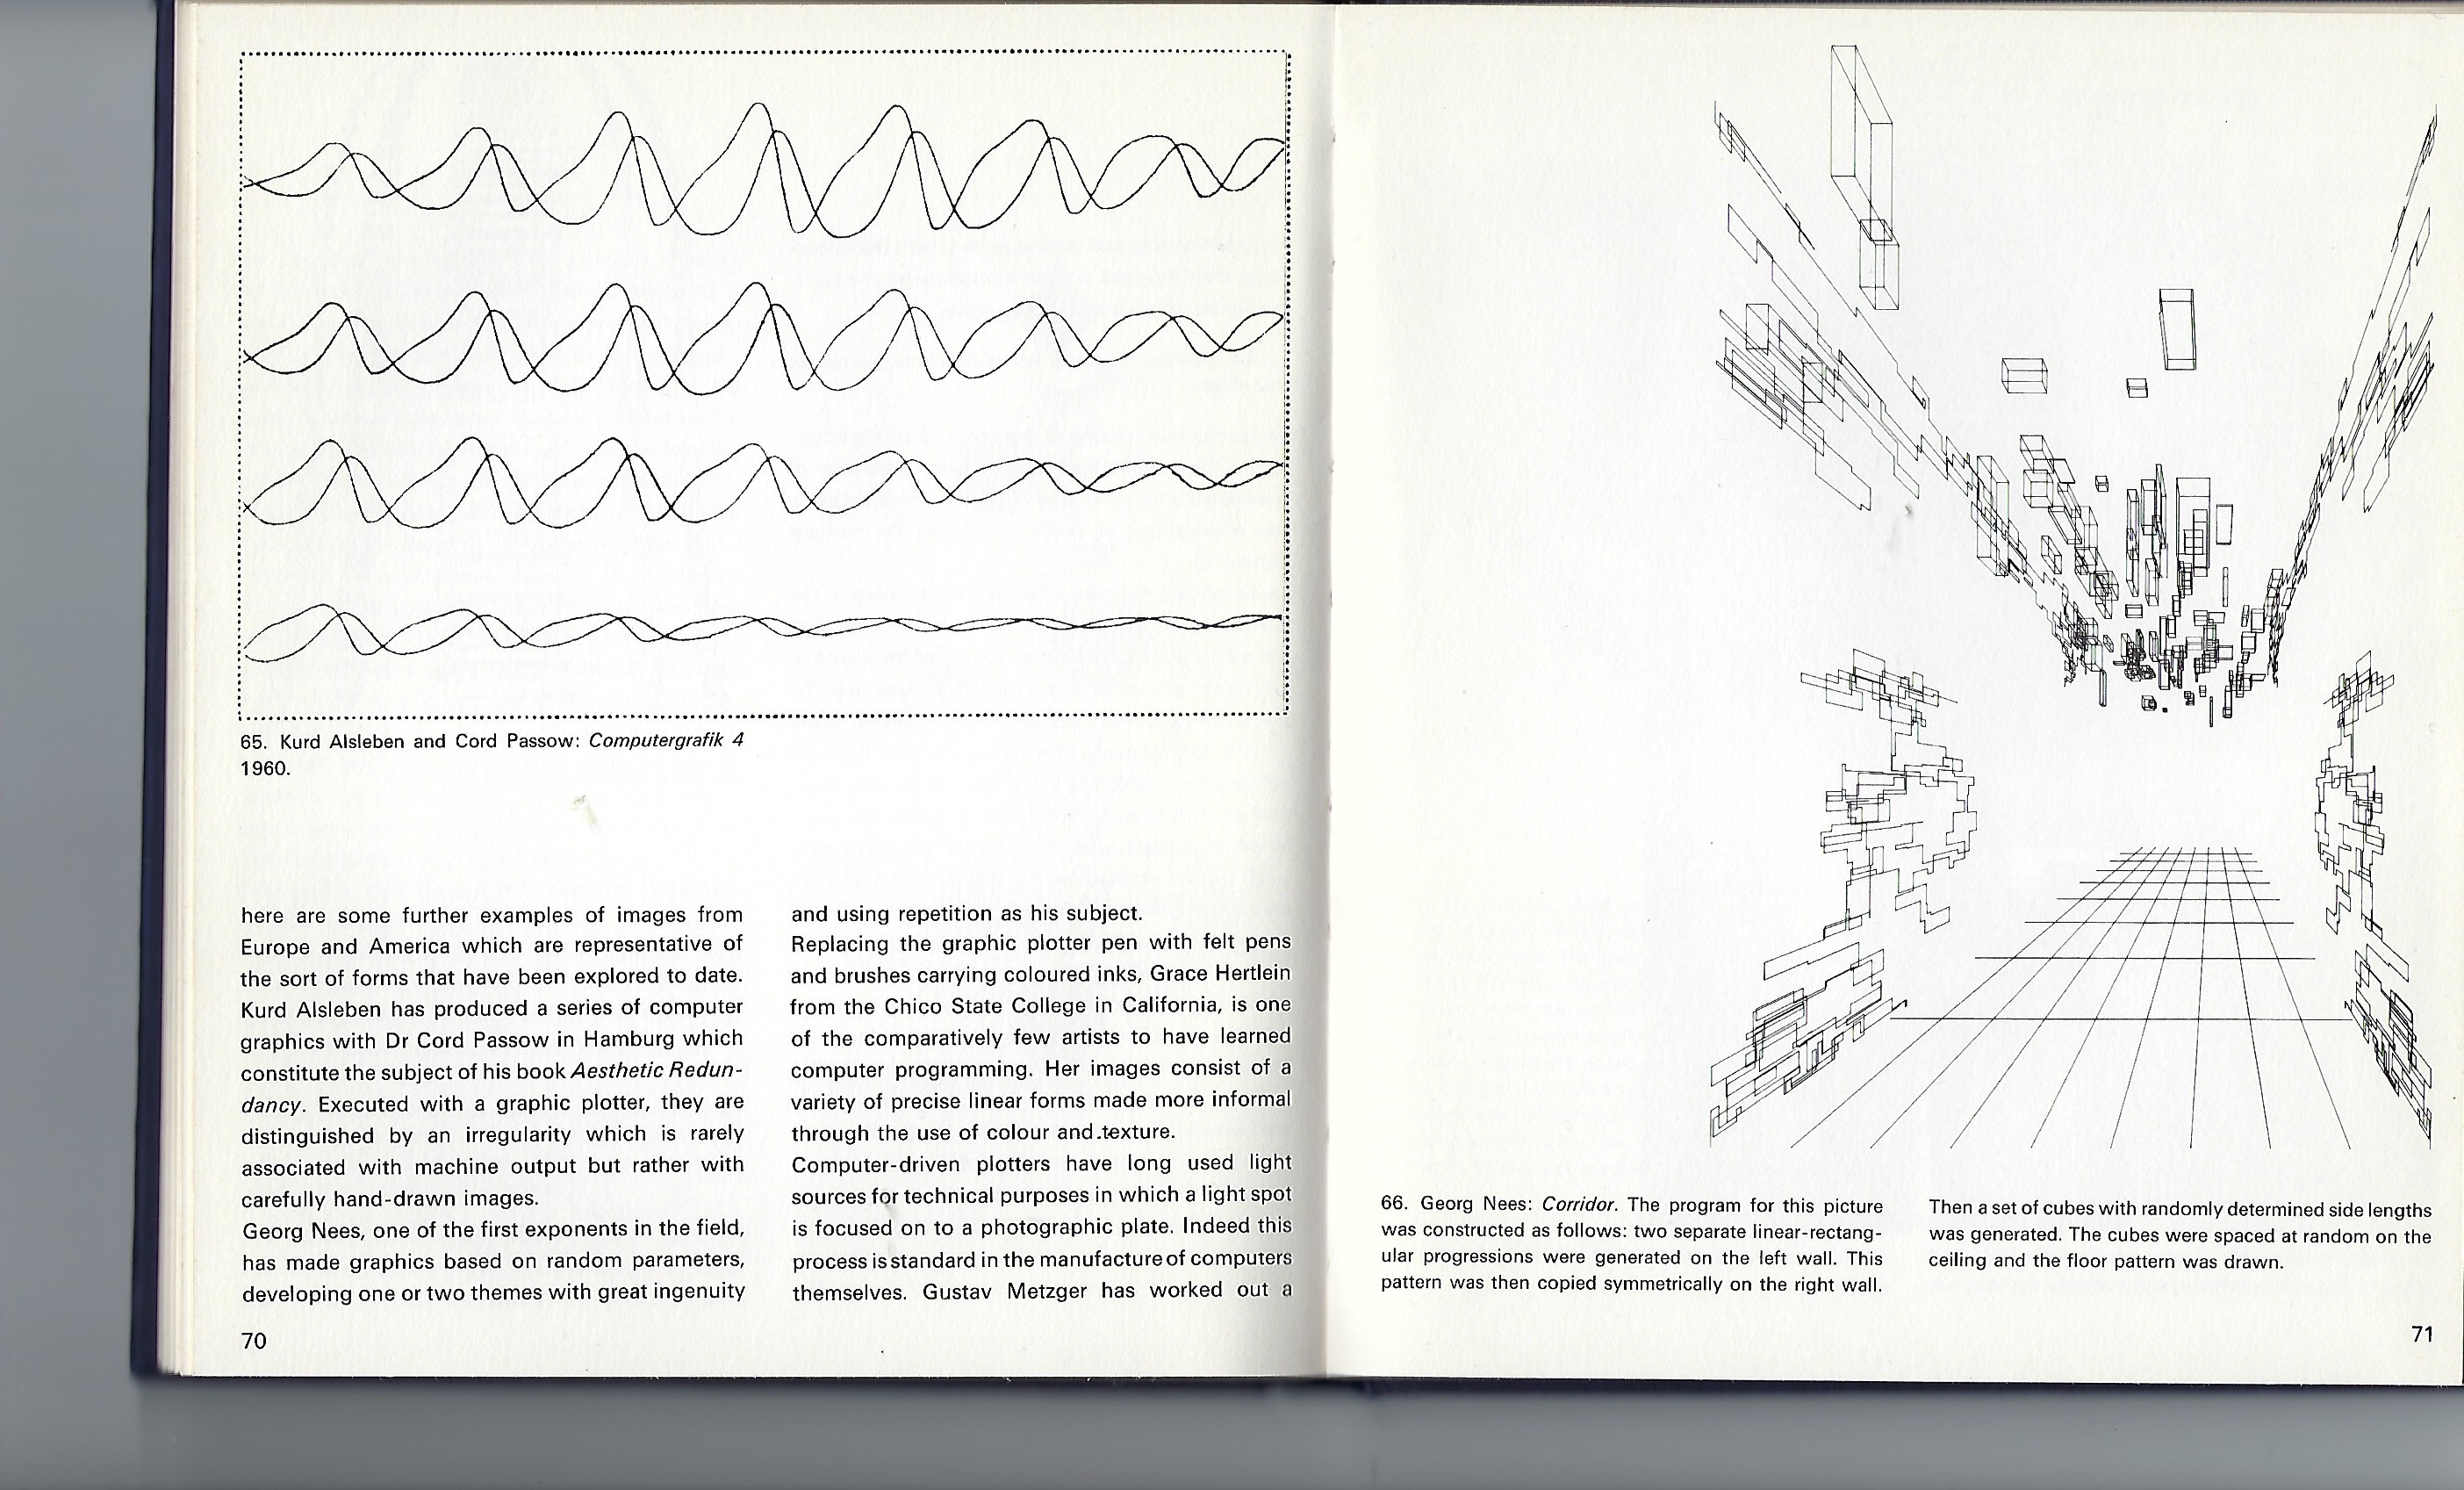 65. Kurd Alsleben and Cord Passow: Computergrafik 4
1960.
here are some further examples of images from
Europe and America which are representative of
the sort of forms that have been explored to date.
Kurd Alsleben has produced a series of computer
graphics with Dr Cord Passow in Hamburg which
constitute the subject of his book Aesthetic Redun-
dancy. Executed with a graphic plotter, they are
distinguished by an irregularity which is rarely
associated with machine output but rather with
carefully hand-drawn images.
Georg Nees, one of the first exponents in the field,
has made graphics based on random parameters,
developing one or two themes with great ingenuity
70
and using repetition as his subject.
Replacing the graphic plotter pen with felt pens
and brushes carrying coloured inks, Grace Hertlein
from the Chico State College in California, is one
of the comparatively few artists to have learned
computer programming. Her images consist of a
variety of precise linear forms made more informal
through the use of colour and.texture.
Computer-driven plotters have long used light
sources for technical purposes in which a light spot
is focused on to a photographic plate. Indeed this
process is standard in the manufacture of computers
themselves. Gustav Metzger has worked out a
66. Georg Nees: Corridor. The program for this picture
was constructed as follows: two separate linear-rectang-
ular progressions were generated on the left wall. This
pattern was then copied symmetrically on the right wall.
Then a set of cubes with randomly determined side lengths
was generated. The cubes were spaced at random on the
ceiling and the floor pattern was drawn.
71